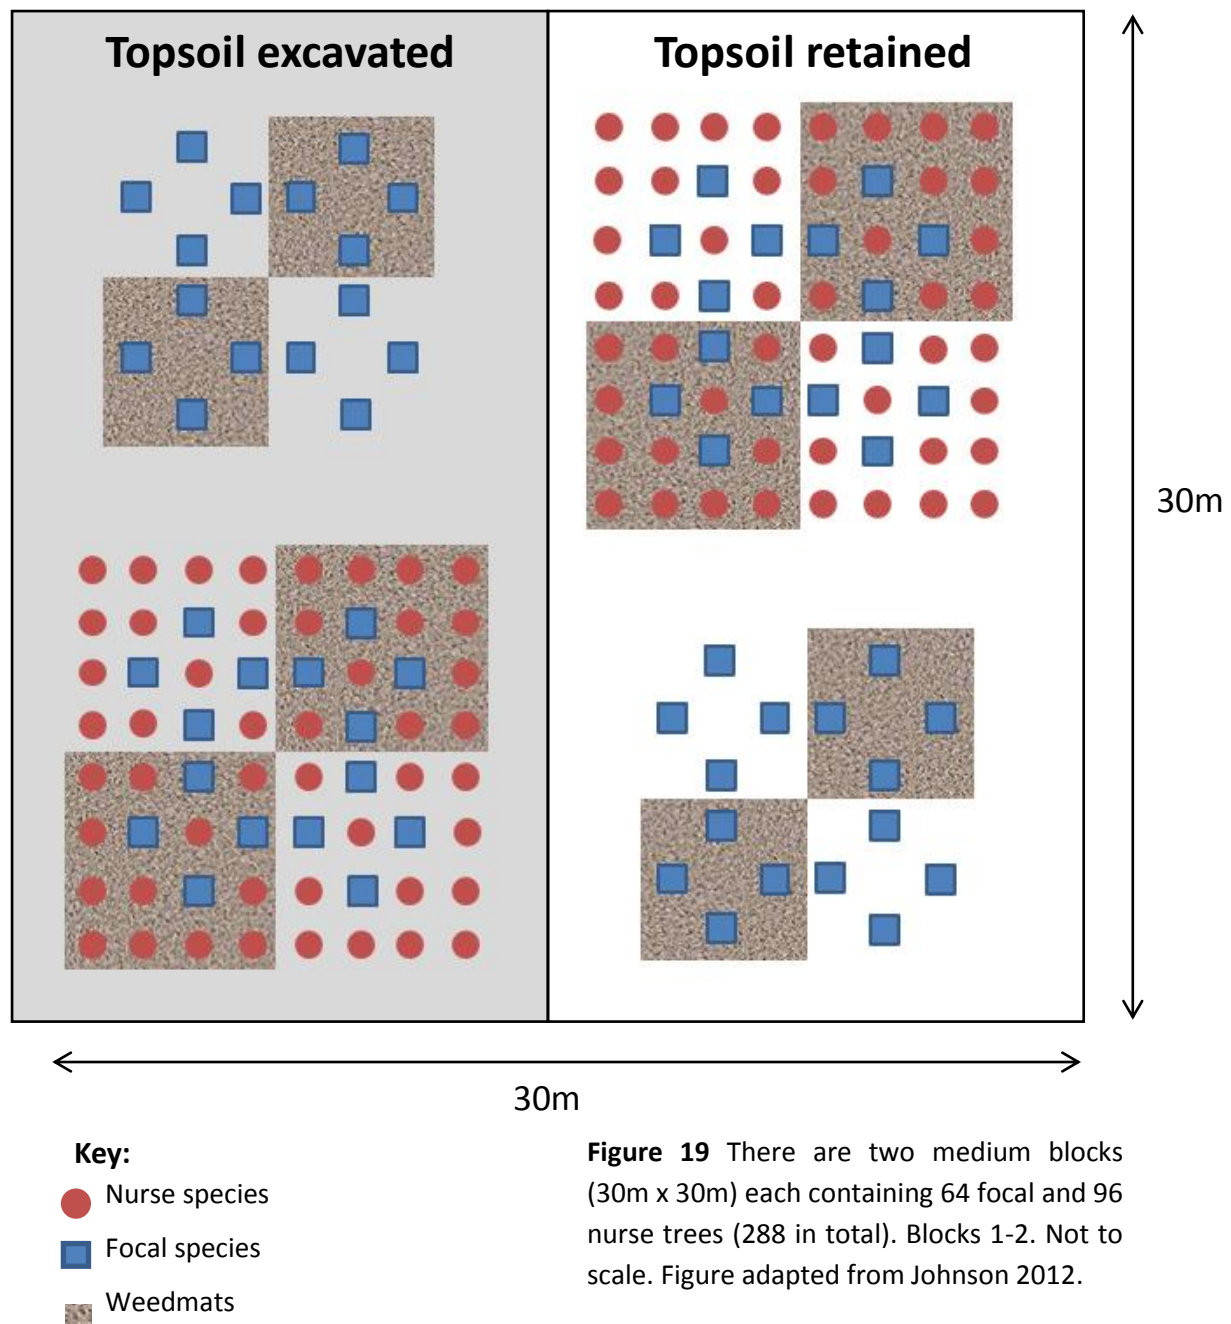 Topsoil excavated
Topsoil retained
30m
30m
Key:
Nurse species
Focal species
Weedmats
Figure 19 There are two medium blocks
(30m x 30m) each containing 64 focal and 96
nurse trees (288 in total). Blocks 1-2. Not to
scale. Figure adapted from Johnson 2012.